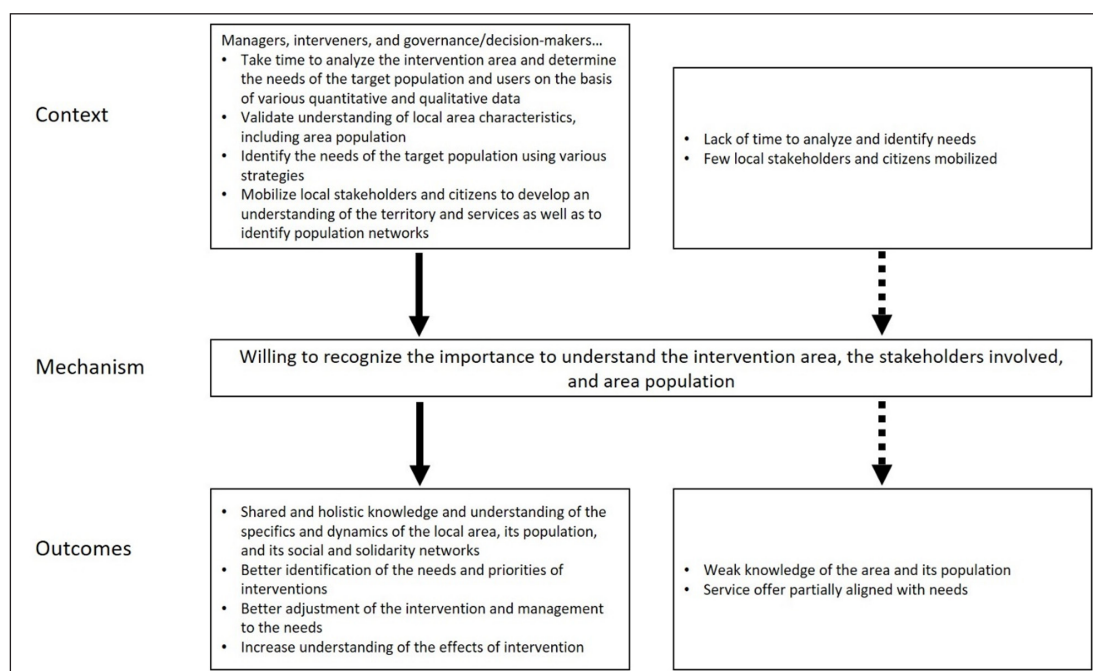 Context
Managers, interveners, and governance/decision-makers…
• Take time to analyze the intervention area and determine
the needs of the target population and users on the basis
of various quantitative and qualitative data
• Validate understanding of local area characteristics,
including area population
• Identify the needs of the target population using various
strategies
• Mobilize local stakeholders and citizens to develop an
understanding of the territory and services as well as to
identify population networks
• Lack of time to analyze and identify needs
• Few local stakeholders and citizens mobilized
Mechanism
Willing to recognize the importance to understand the intervention area, the stakeholders involved,
and area population
Outcomes
• Shared and holistic knowledge and understanding of the
specifics and dynamics of the local area, its population,
and its social and solidarity networks
• Better identification of the needs and priorities of
interventions
• Better adjustment of the intervention and management
to the needs
• Increase understanding of the effects of intervention
• Weak knowledge of the area and its population
• Service offer partially aligned with needs